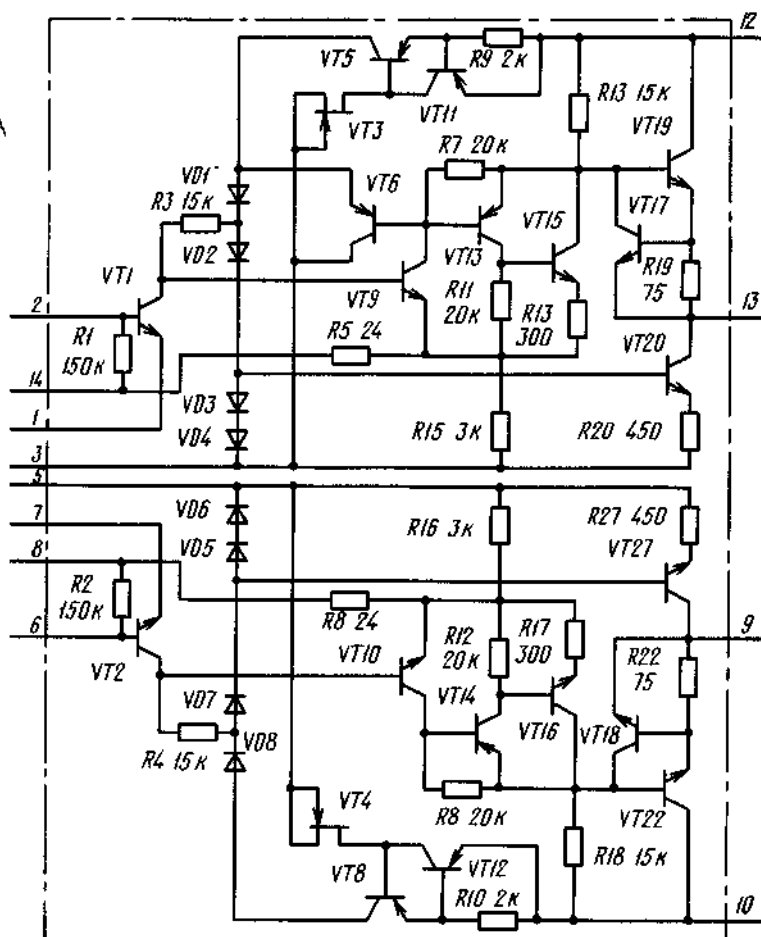 12
VT5
R9 2к
VT11
VT3
R13 15к
VT19
R7 20к
VD1
R3 15к
VT6
VT17
VT15
VD2
VT13
VT1
VT9
R11
20к
R13
300
R19
75
2
13
R1
150к
R5 24
VT20
14
VD3
1
VD4
R15 3к
R20 450
3
5
VD6
R27 450
7
R16 3к
VD5
VT27
8
R2
150к
R8 24
R12
20к
R17
300
6
9
VT10
R22
75
VT2
VT14
VD7
VT16
VT18
VD8
R4 15к
VT4
R8 20к
VT22
VT8
VT12
R18 15к
R10 2к
10